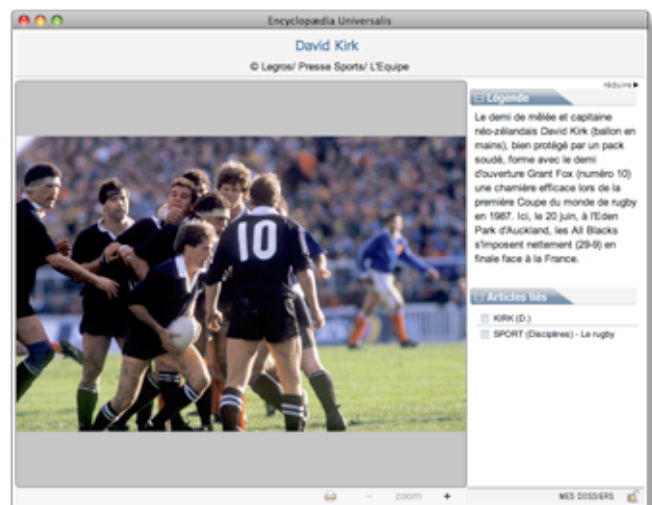 Encyclopædia Universalis
David Kirk
© Legros/ Presse Sports/ L'Equipe
réduire
Légende
Le demi de mêlée et capitaine
néo-zélandais David Kirk (ballon en
mains), bien protégé par un pack
soudé, forme avec le demi
d'ouverture Grant Fox (numéro 10)
une charnière efficace lors de la
première Coupe du monde de rugby
en 1987. Ici, le 20 juin, à l'Eden
Park d'Auckland, les All Blacks
s'imposent nettement (29-9) en
finale face à la France.
10
Articles liés
KIRK (D.)
SPORT (Disciplines) - Le rugby
zoom
MES DOSSIERS